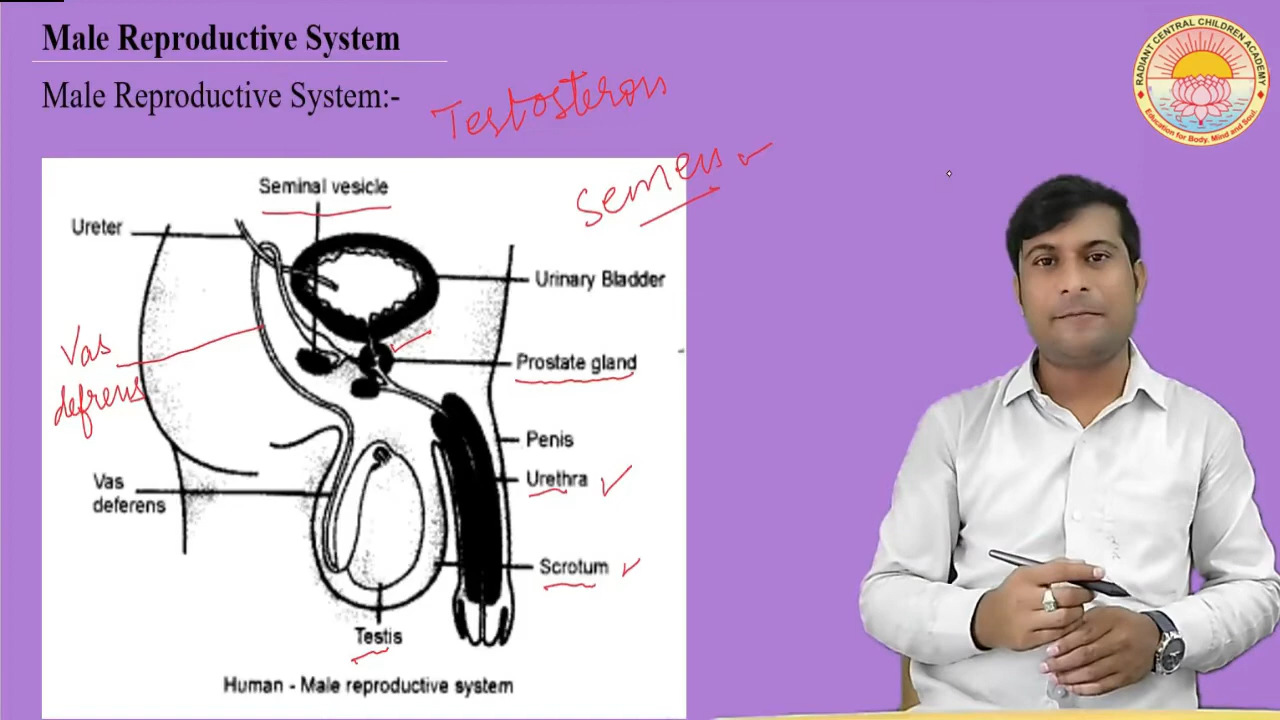 Male Reproductive System
Male Reproductive System:-
Testosteron
Semen
Seminal vesicle
Ureter
Urinary Bladder
Vas
defrens
Prostate gland
Penis
Urethra
Vas
deferens
Scrotum
Testis
Human - Male reproductive system
RADIANT CENTRAL CHILDREN ACADEMY
Education for Body, Mind and Soul